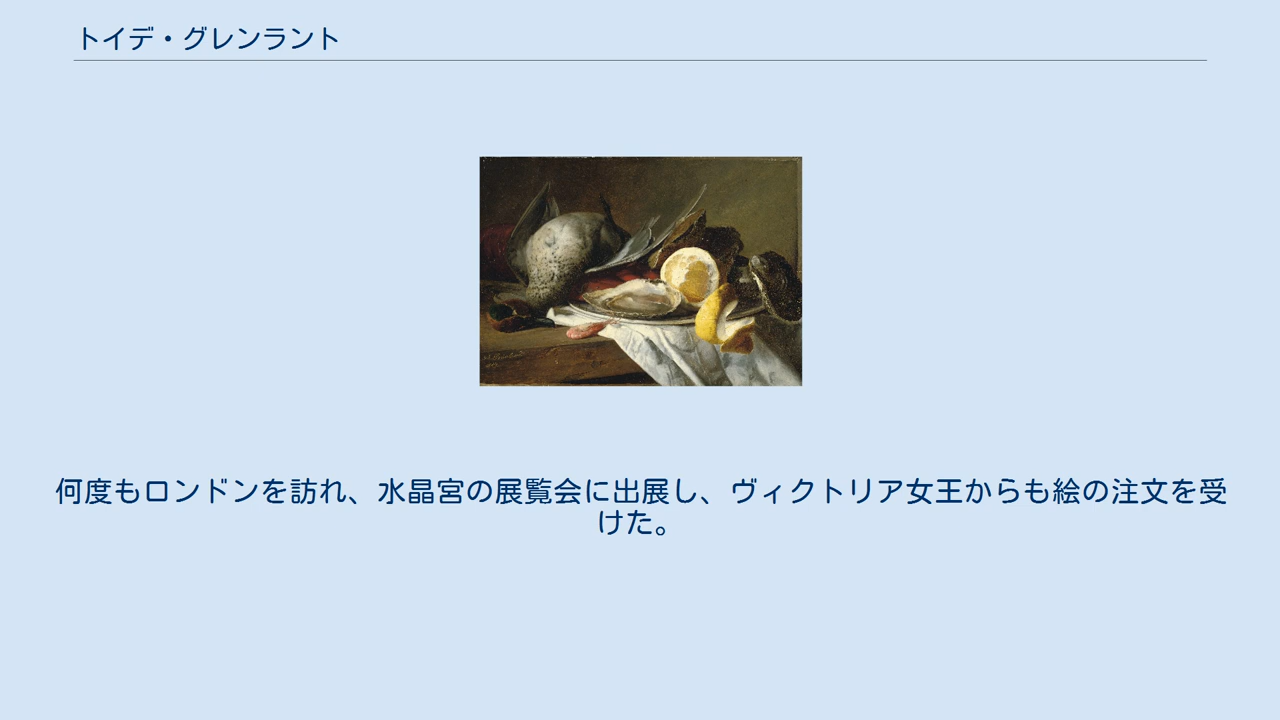 トイデ・グレンラント
何度もロンドンを訪れ、水晶宮の展覧会に出展し、ヴィクトリア女王からも絵の注文を受
けた。